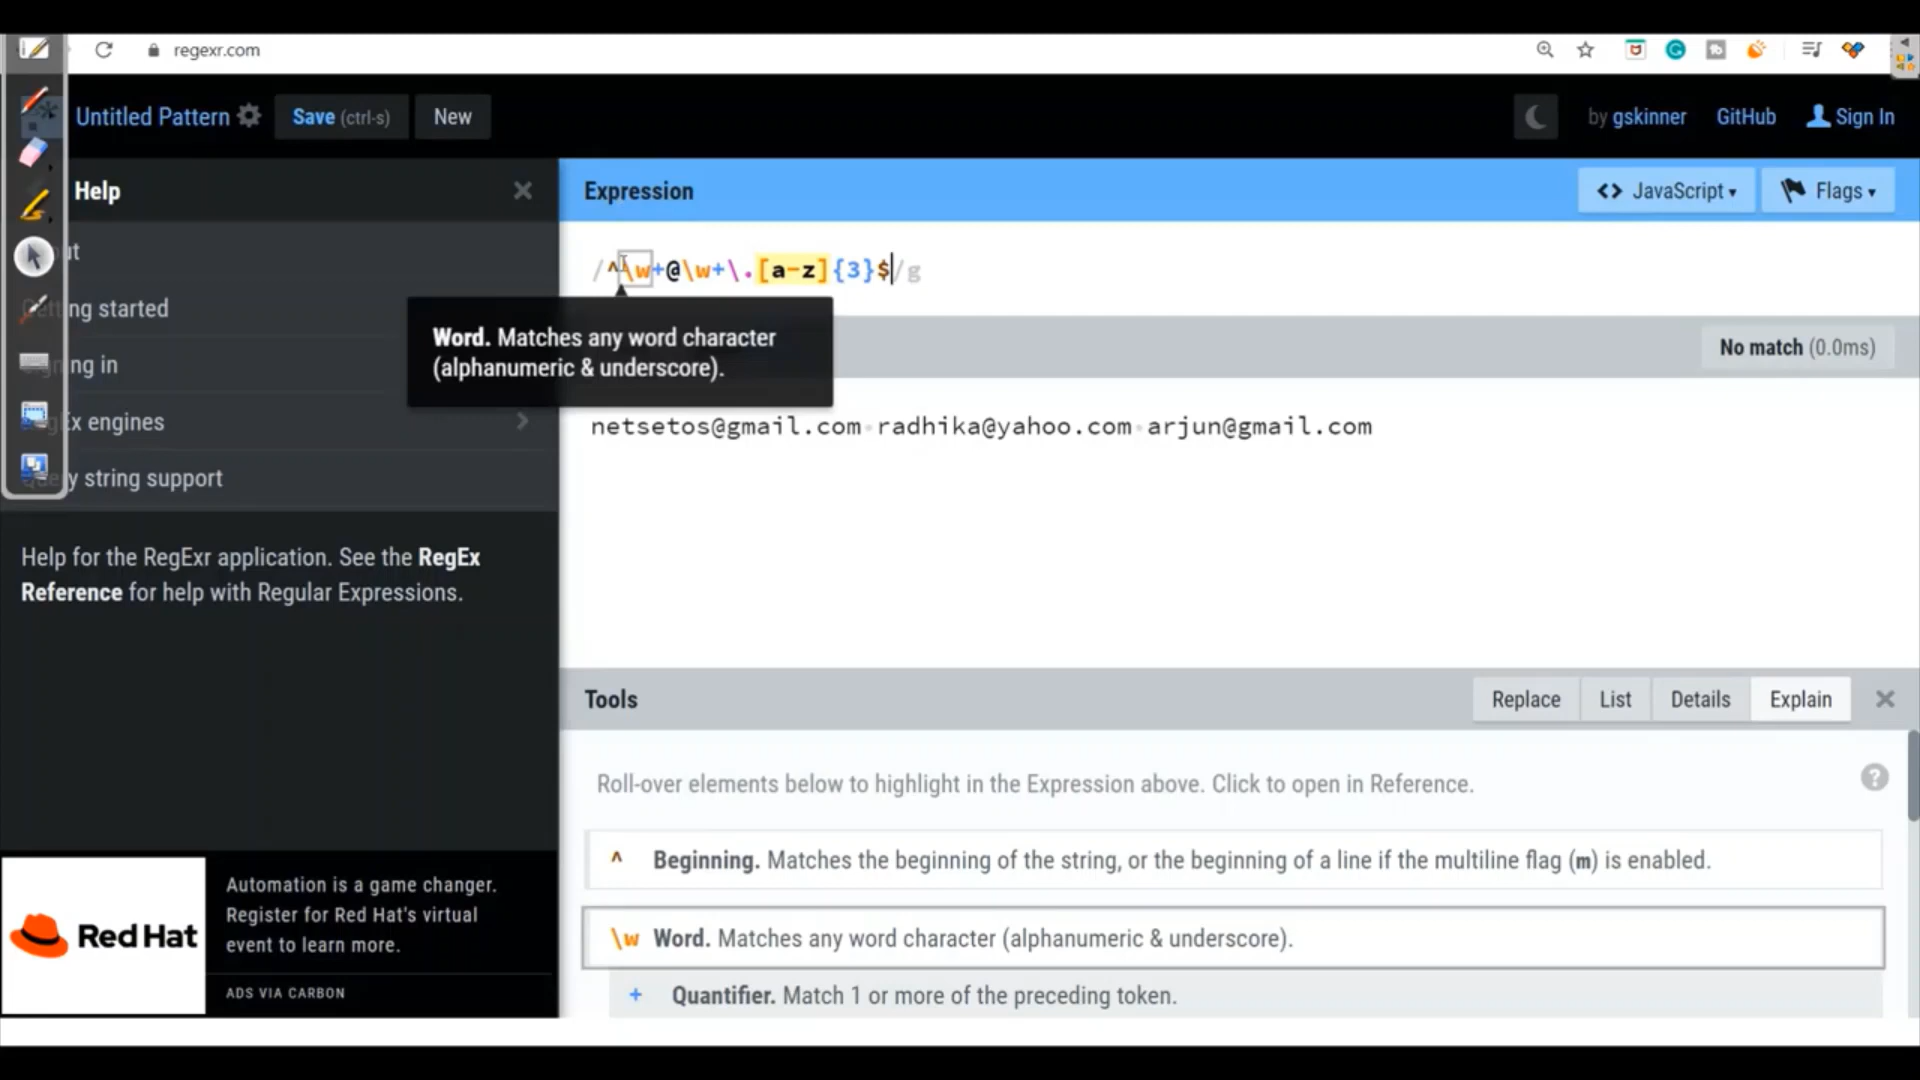 regexr.com
Untitled Pattern
Save (ctrl-s)
New
by gskinner
GitHub
Sign In
Help
Expression
<> JavaScript
Flags
/^\w+@\w+\.[a-z]{3}$/g
ng started
ng in
Ex engines
y string support
Word. Matches any word character
(alphanumeric & underscore).
No match (0.0ms)
netsetos@gmail.com radhika@yahoo.com arjun@gmail.com
Help for the RegExr application. See the RegEx
Reference for help with Regular Expressions.
Tools
Replace
List
Details
Explain
Roll-over elements below to highlight in the Expression above. Click to open in Reference.
^ Beginning. Matches the beginning of the string, or the beginning of a line if the multiline flag (m) is enabled.
\w Word. Matches any word character (alphanumeric & underscore).
+ Quantifier. Match 1 or more of the preceding token.
Red Hat
Automation is a game changer.
Register for Red Hat's virtual
event to learn more.
ADS VIA CARBON